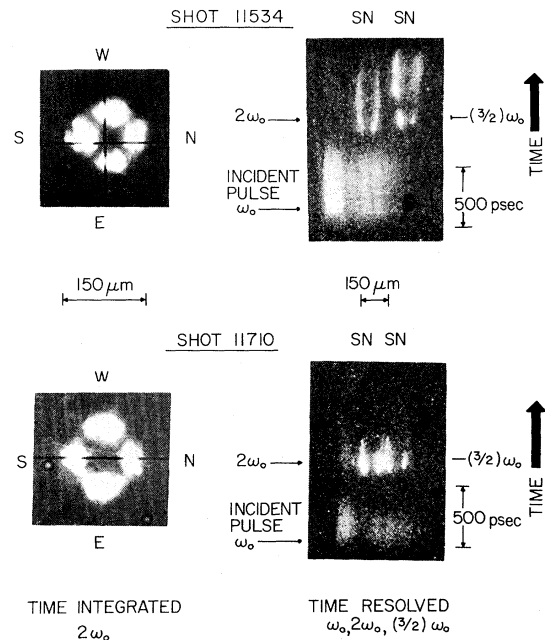 SHOT 11534
SN SN
W
S
N
E
2ω₀
(3/2) ω₀
INCIDENT
PULSE
ω₀
500 psec
TIME
150 μm
150 μm
SHOT 11710
SN SN
W
S
N
E
2ω₀
(3/2) ω₀
INCIDENT
PULSE
ω₀
500 psec
TIME
TIME INTEGRATED
2ω₀
TIME RESOLVED
ω₀, 2ω₀, (3/2) ω₀